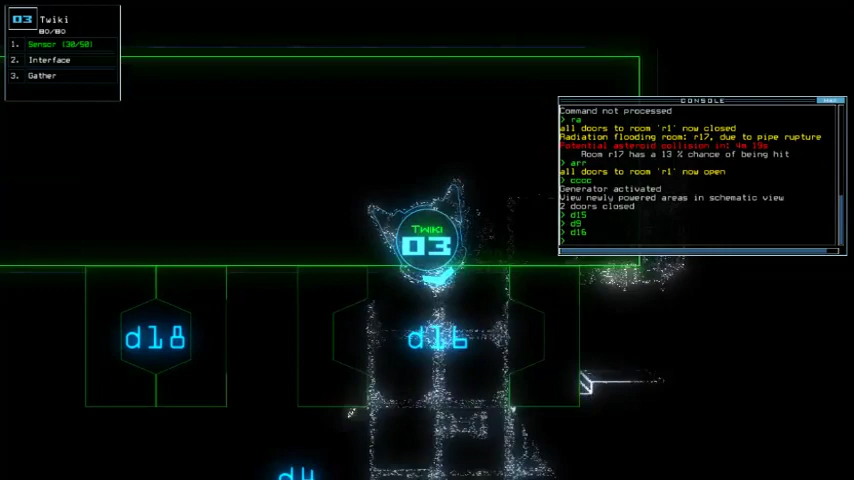 03 Twiki
80/80
1. Sensor (30/50)
2. Interface
3. Gather
CONSOLE
Command not processed
> ra
all doors to room 'r1' now closed
Radiation flooding room: r17, due to pipe rupture
Potential asteroid collision in: 4m 19s
Room r17 has a 13 % chance of being hit
> arr
all doors to room 'r1' now open
> cccc
Generator activated
View newly powered areas in schematic view
2 doors closed
> d15
> d9
> d16
>
TWIKI
03
d18
d16
d4